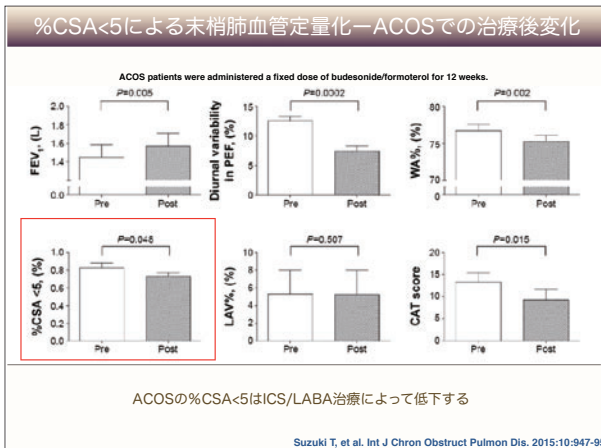 %CSA<5による末梢肺血管定量化ーACOSでの治療後変化
ACOS patients were administered a fixed dose of budesonide/formoterol for 12 weeks.
P=0.005
FEV₁, (L)
2.0
1.8
1.6
1.4
0.0
Pre Post
P=0.0002
Diurnal variability
in PEF, (%)
15
10
5
0
Pre Post
P=0.002
WA%, (%)
80
75
70
0
Pre Post
P=0.046
%CSA <5, (%)
1.0
0.8
0.6
0.4
0.2
0.0
Pre Post
P=0.507
LAV%, (%)
10
8
6
4
2
0
Pre Post
P=0.015
CAT score
20
15
10
5
0
Pre Post
ACOSの%CSA<5はICS/LABA治療によって低下する
Suzuki T, et al. Int J Chron Obstruct Pulmon Dis. 2015:10:947-95